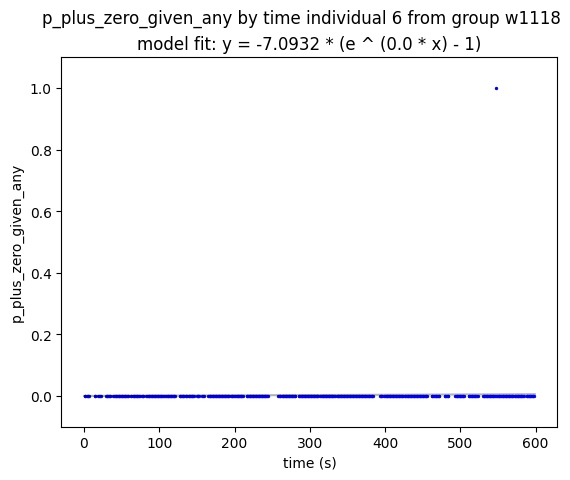 p_plus_zero_given_any by time individual 6 from group w1118
model fit: y = -7.0932 * (e ^ (0.0 * x) - 1)
1.0
0.8
0.6
0.4
0.2
0.0
p_plus_zero_given_any
0 100 200 300 400 500 600
time (s)